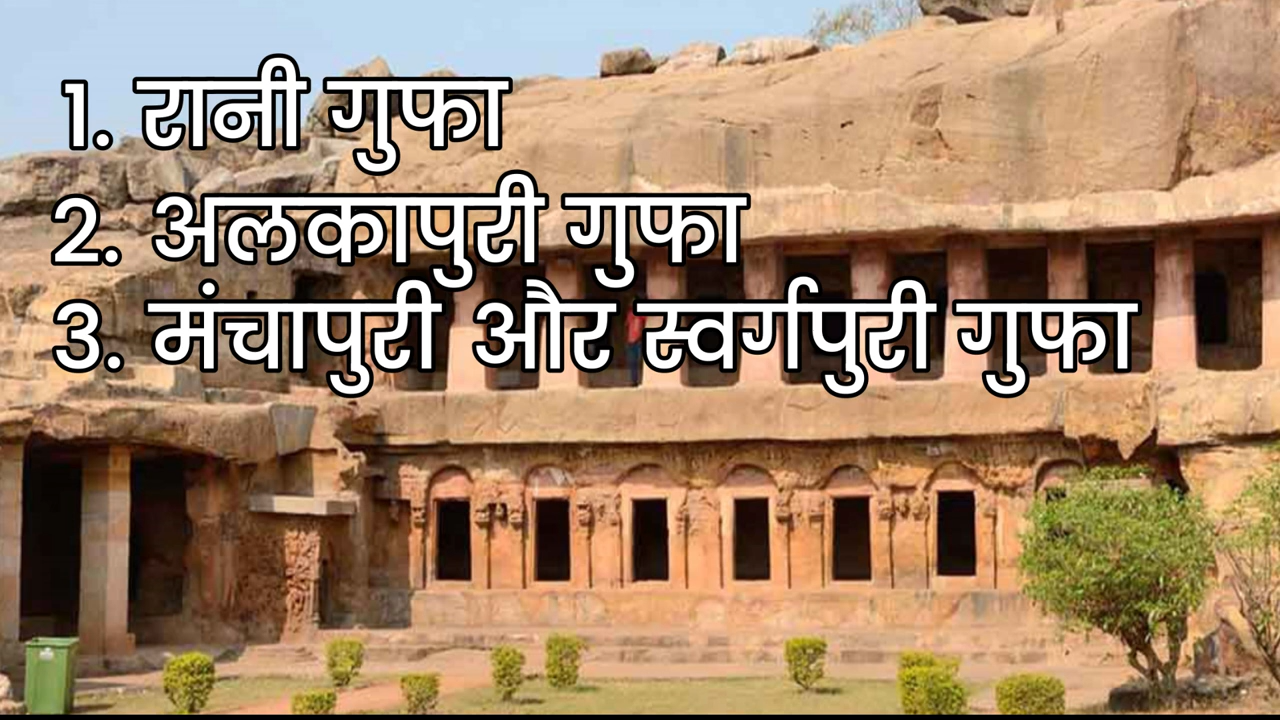 1. रानी गुफा
2. अलकापुरी गुफा
3. मंचापुरी और स्वर्गपुरी गुफा